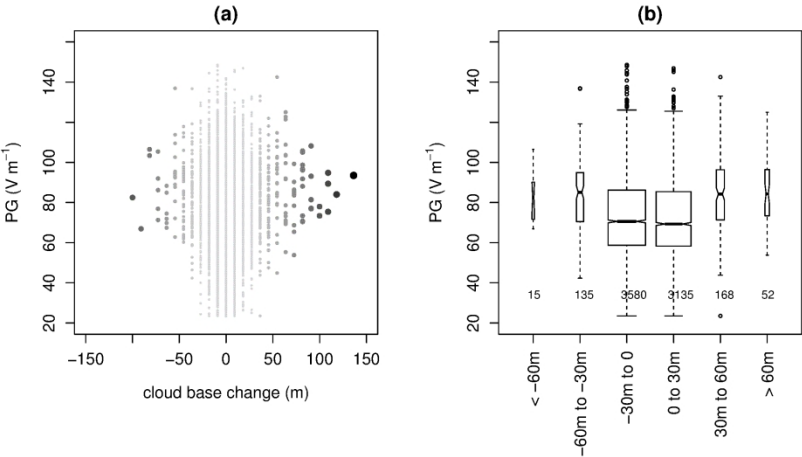 (a)
PG (V m⁻¹)
20 40 60 80 100 140
−150 −50 0 50 100 150
cloud base change (m)
(b)
PG (V m⁻¹)
20 40 60 80 100 140
15 135 3580 3135 168 52
< −60m
−60m to −30m
−30m to 0
0 to 30m
30m to 60m
> 60m